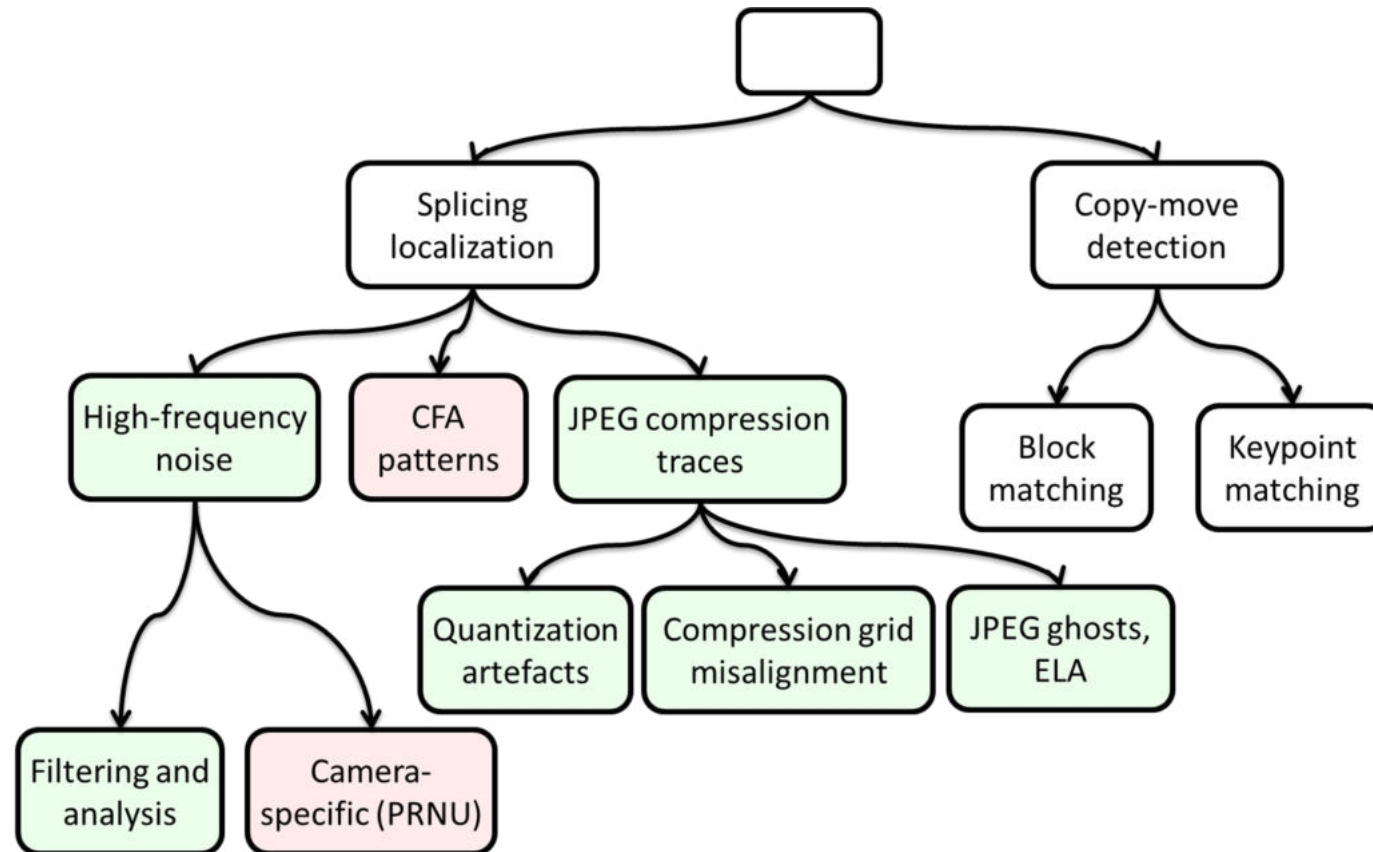 Splicing
localization
Copy-move
detection
High-frequency
noise
CFA
patterns
JPEG compression
traces
Block
matching
Keypoint
matching
Quantization
artefacts
Compression grid
misalignment
JPEG ghosts,
ELA
Filtering and
analysis
Camera-
specific (PRNU)